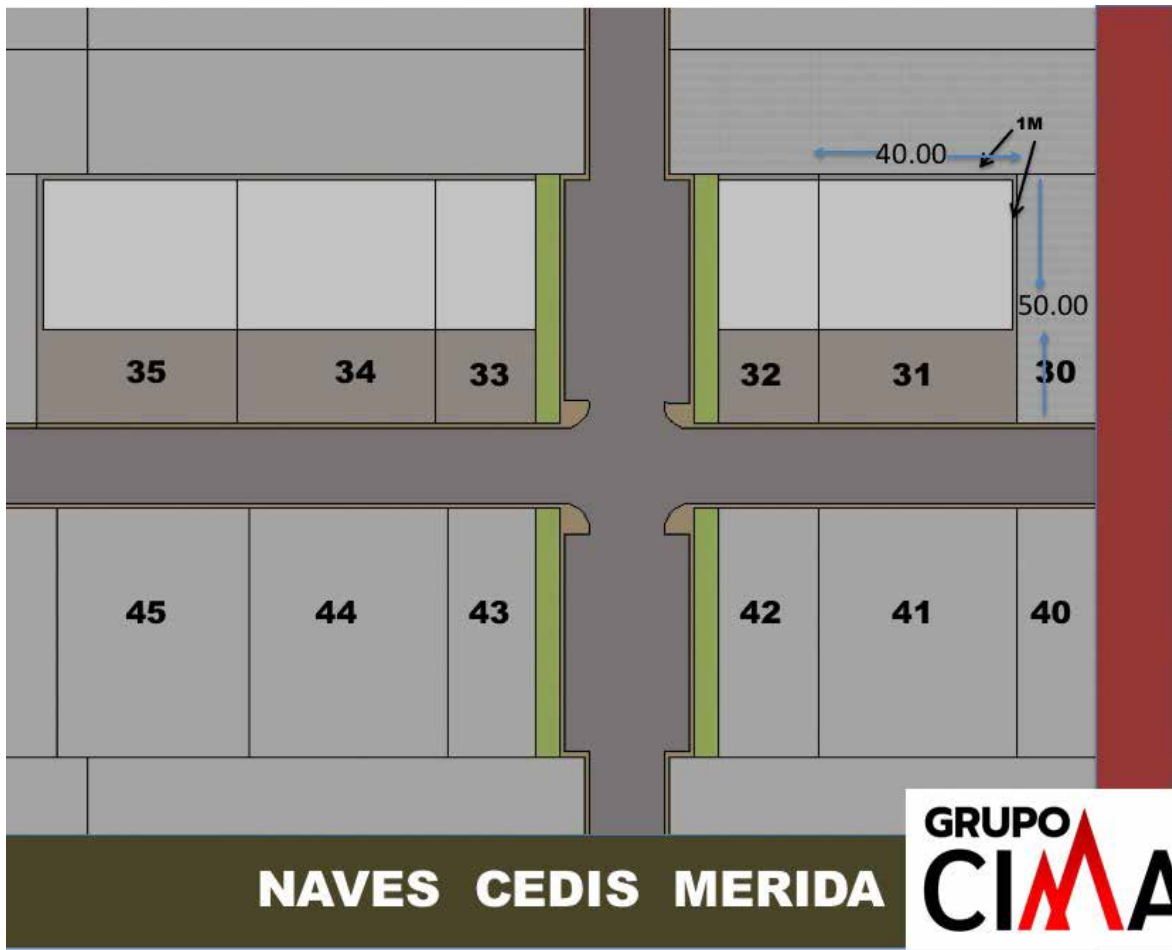 1M
40.00
50.00
35 34 33 32 31 30
45 44 43 42 41 40
NAVES CEDIS MERIDA
GRUPO
CIMA